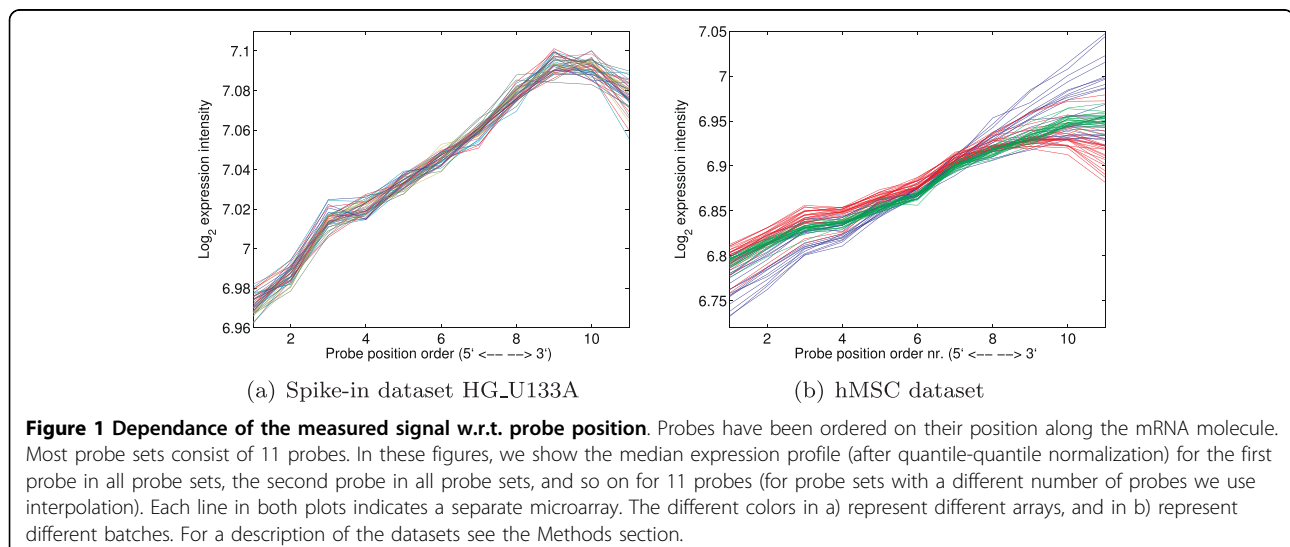 7.1
7.08
7.06
7.04
7.02
7
6.98
6.96
Log2 expression intensity
2 4 6 8 10
Probe position order (5‘ <−− −−> 3‘)
(a) Spike-in dataset HG_U133A
7.05
7
6.95
6.9
6.85
6.8
6.75
Log2 expression intensity
2 4 6 8 10
Probe position order nr. (5‘ <−− −−> 3‘
(b) hMSC dataset
Figure 1 Dependance of the measured signal w.r.t. probe position. Probes have been ordered on their position along the mRNA molecule.
Most probe sets consist of 11 probes. In these figures, we show the median expression profile (after quantile-quantile normalization) for the first
probe in all probe sets, the second probe in all probe sets, and so on for 11 probes (for probe sets with a different number of probes we use
interpolation). Each line in both plots indicates a separate microarray. The different colors in a) represent different arrays, and in b) represent
different batches. For a description of the datasets see the Methods section.